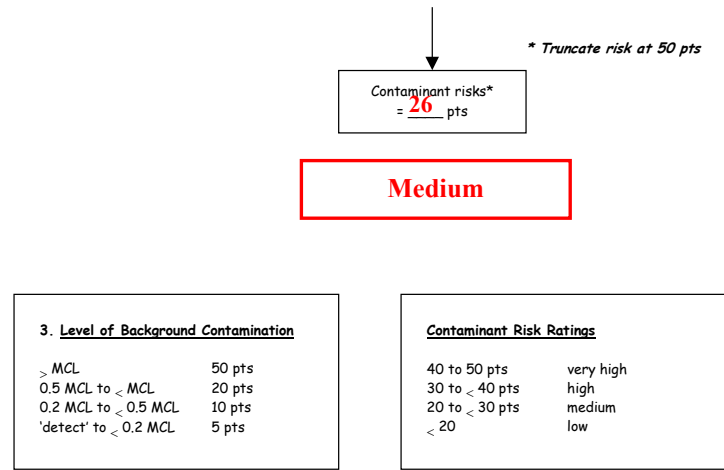 * Truncate risk at 50 pts
Contaminant risks*
= 26 pts
Medium
3. Level of Background Contamination
> MCL 50 pts
0.5 MCL to < MCL 20 pts
0.2 MCL to < 0.5 MCL 10 pts
‘detect’ to < 0.2 MCL 5 pts
Contaminant Risk Ratings
40 to 50 pts very high
30 to < 40 pts high
20 to < 30 pts medium
< 20 low